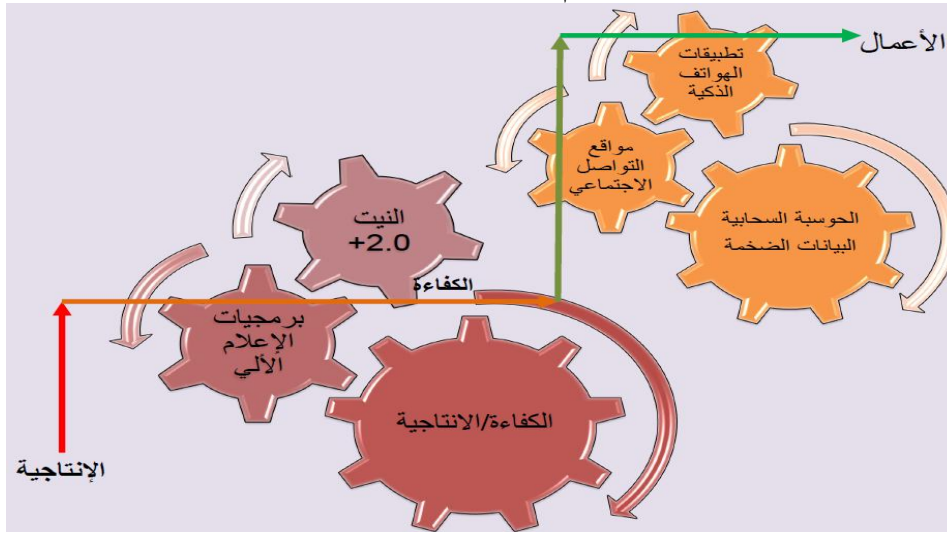 الأعمال
تطبيقات
الهواتف
الذكية
مواقع
التواصل
الاجتماعي
الحوسبة السحابية
البيانات الضخمة
النيت
+2.0
الكفاءة
برمجيات
الإعلام
الألي
الكفاءة/الانتاجية
الإنتاجية